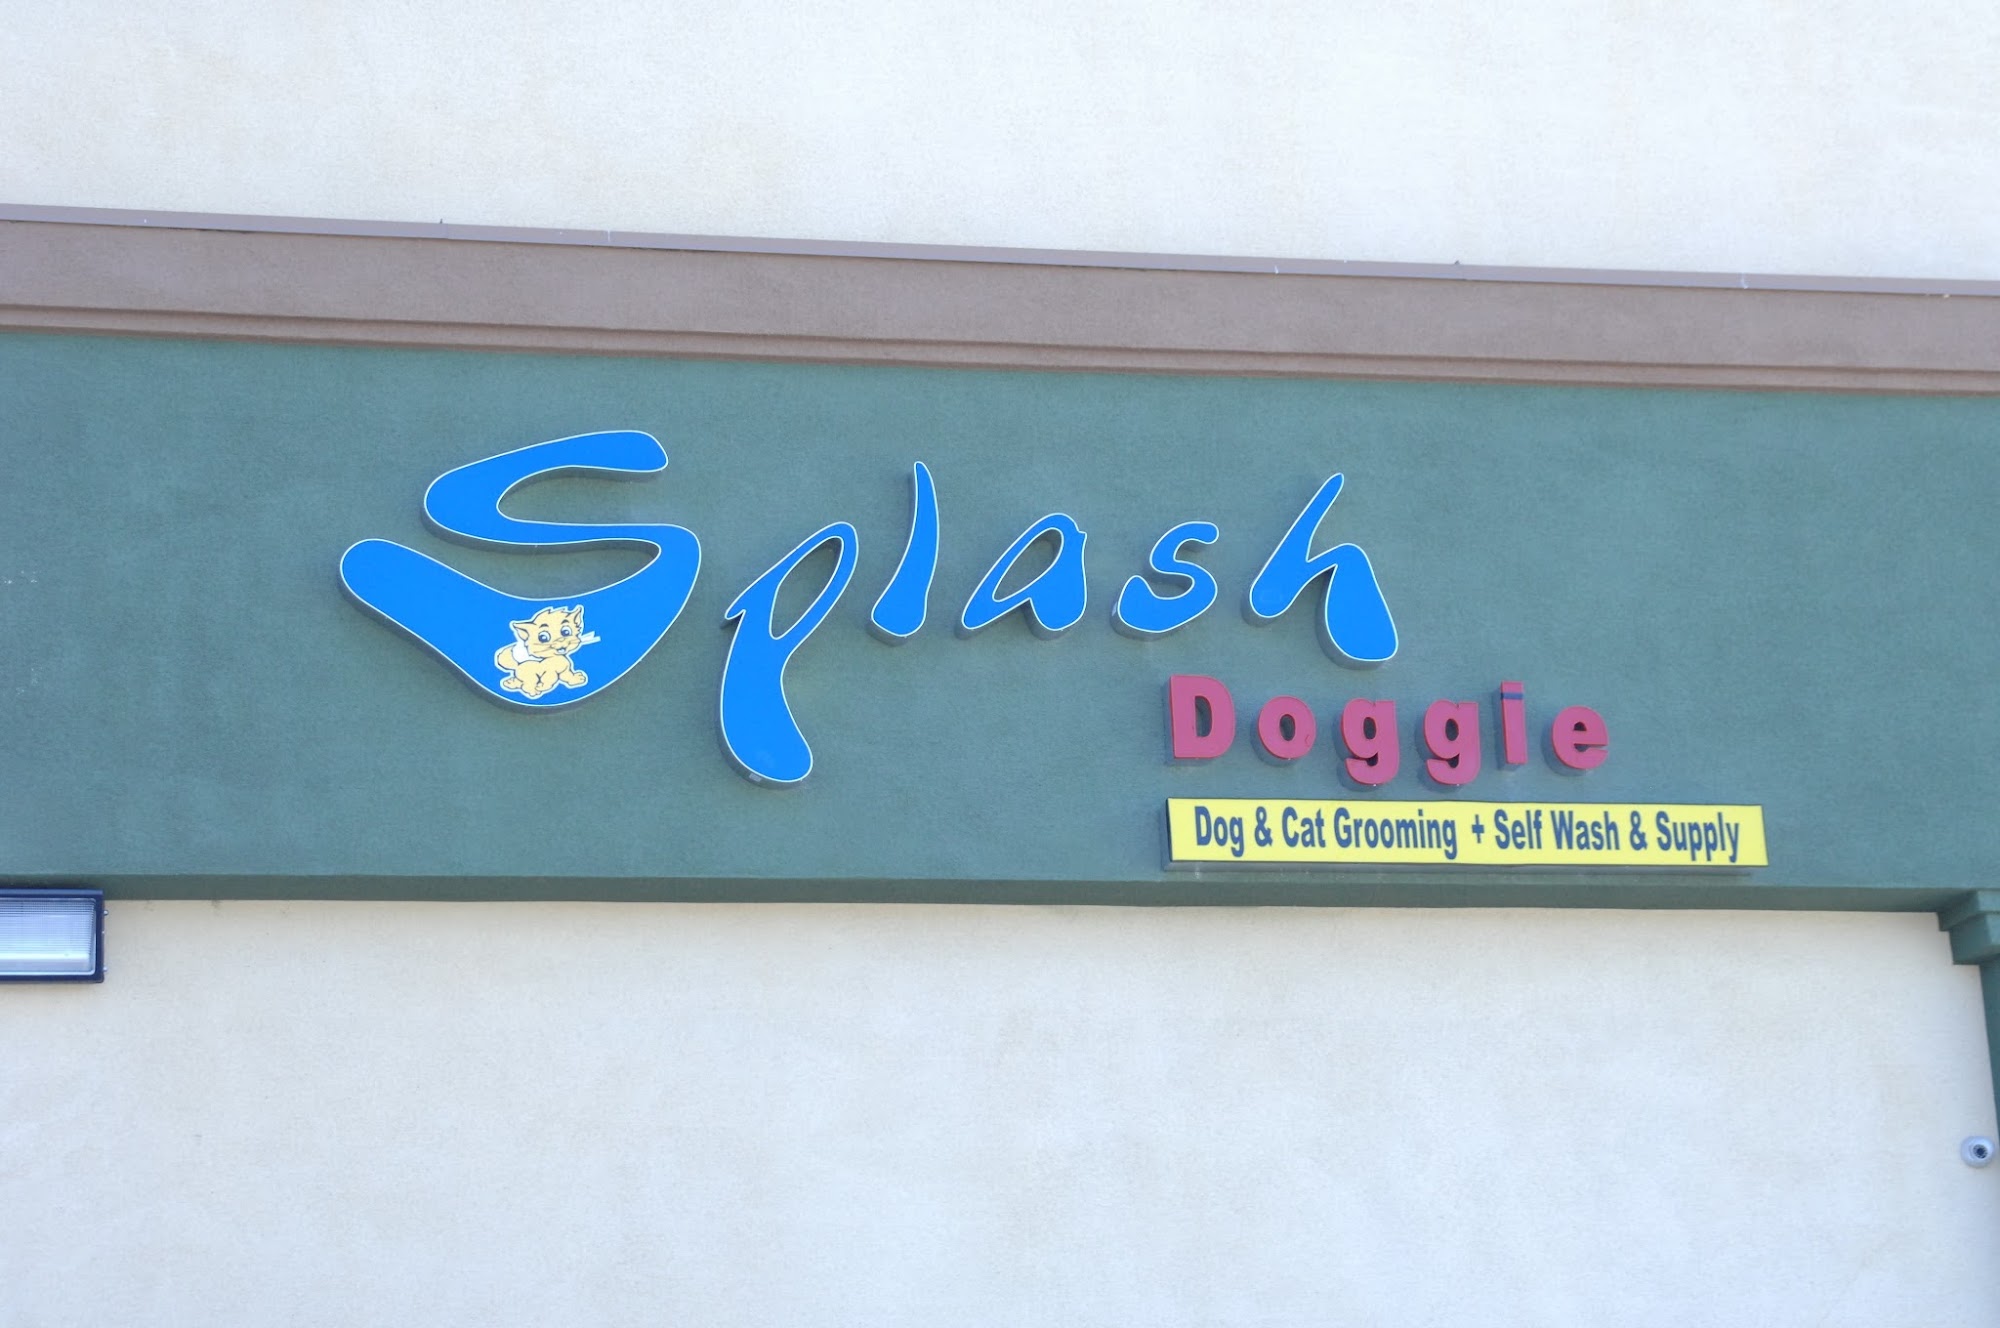 Splash
Doggie
Dog & Cat Grooming + Self Wash & Supply